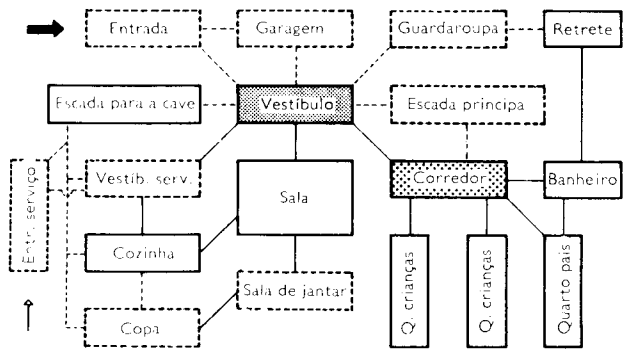 Entrada
Garagem
Guardaroupa
Retrete
Escada para a cave
Vestíbulo
Escada principa
Entr. serviço
Vestíb. serv.
Sala
Corredor
Banheiro
Cozinha
Sala de jantar
Q. crianças
Q. crianças
Quarto pais
Copa